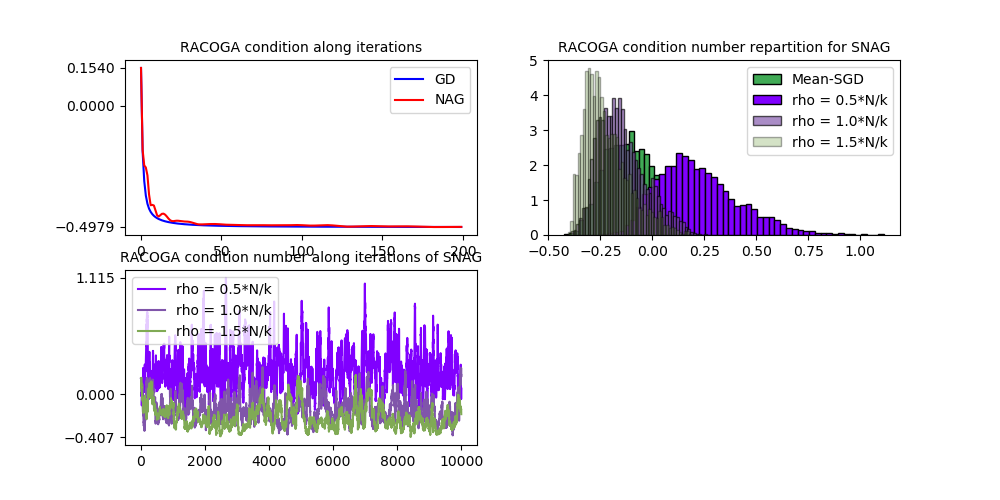 RACOGA condition along iterations
0.1540
0.0000
−0.4979
GD
NAG
0 50 100 150 200
RACOGA condition number repartition for SNAG
5
4
3
2
1
0
Mean-SGD
rho = 0.5*N/k
rho = 1.0*N/k
rho = 1.5*N/k
−0.50 −0.25 0.00 0.25 0.50 0.75 1.00
RACOGA condition number along iterations of SNAG
1.115
0.000
−0.407
rho = 0.5*N/k
rho = 1.0*N/k
rho = 1.5*N/k
0 2000 4000 6000 8000 10000